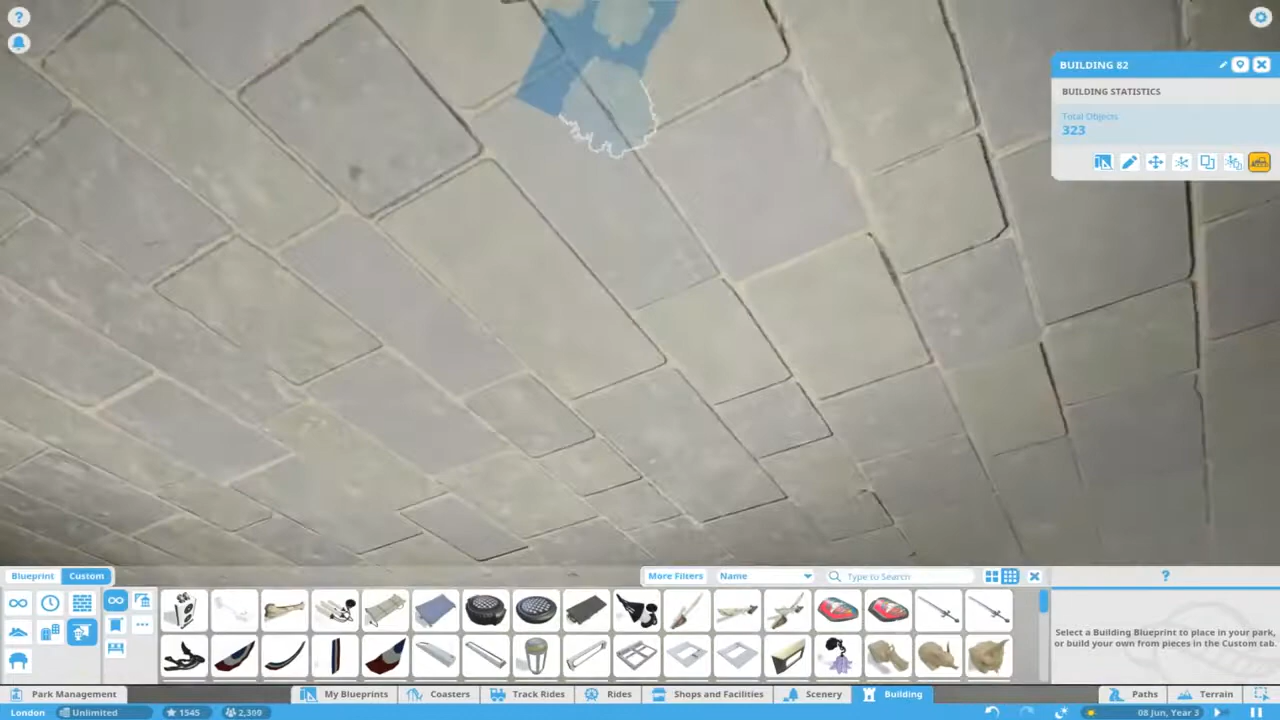 ?
BUILDING 82
BUILDING STATISTICS
Total Objects
323
Blueprint
Custom
More Filters
Name
Type to Search
?
Select a Building Blueprint to place in your park,
or build your own from pieces in the Custom tab.
Park Management
My Blueprints
Coasters
Track Rides
Rides
Shops and Facilities
Scenery
Building
Paths
Terrain
London
Unlimited
1545
2,309
08 Jun, Year 3